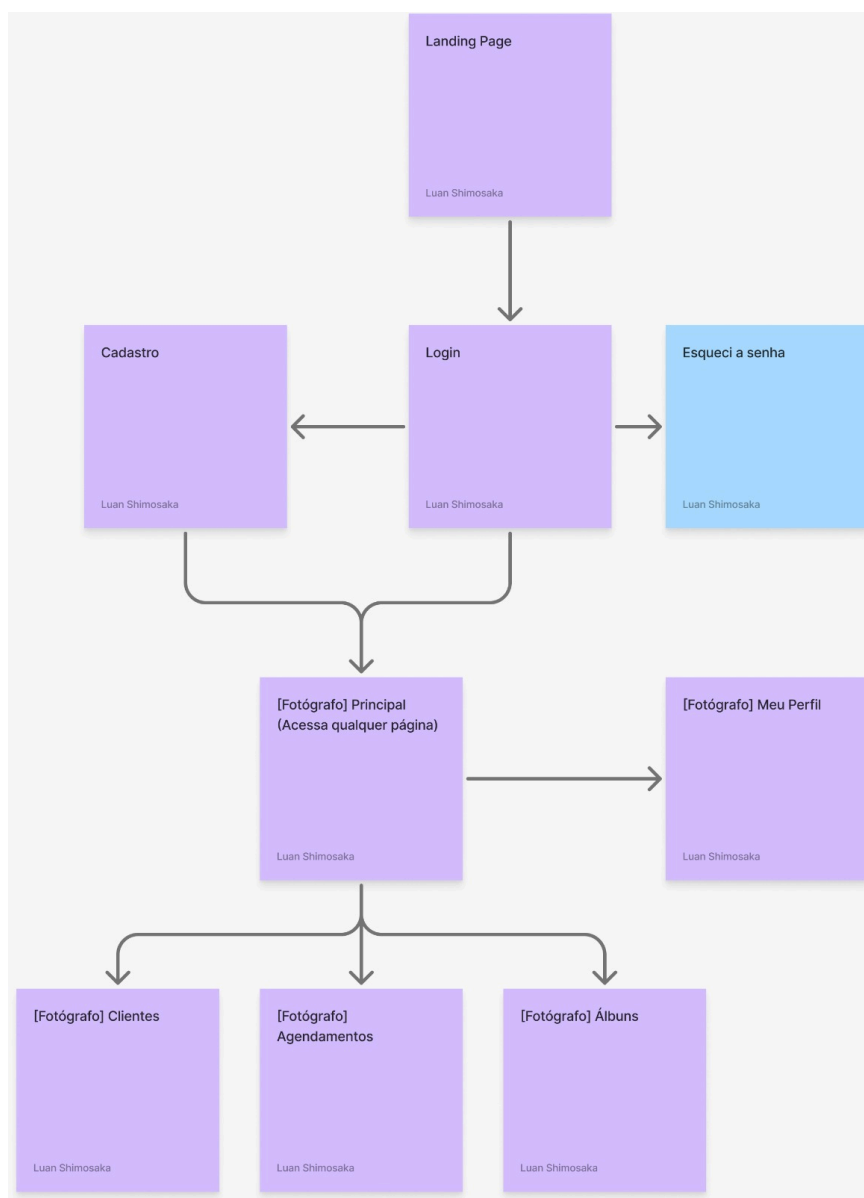 Landing Page
Luan Shimosaka
Cadastro
Luan Shimosaka
Login
Luan Shimosaka
Esqueci a senha
Luan Shimosaka
[Fotógrafo] Principal
(Acessa qualquer página)
Luan Shimosaka
[Fotógrafo] Meu Perfil
Luan Shimosaka
[Fotógrafo] Clientes
Luan Shimosaka
[Fotógrafo]
Agendamentos
Luan Shimosaka
[Fotógrafo] Álbuns
Luan Shimosaka